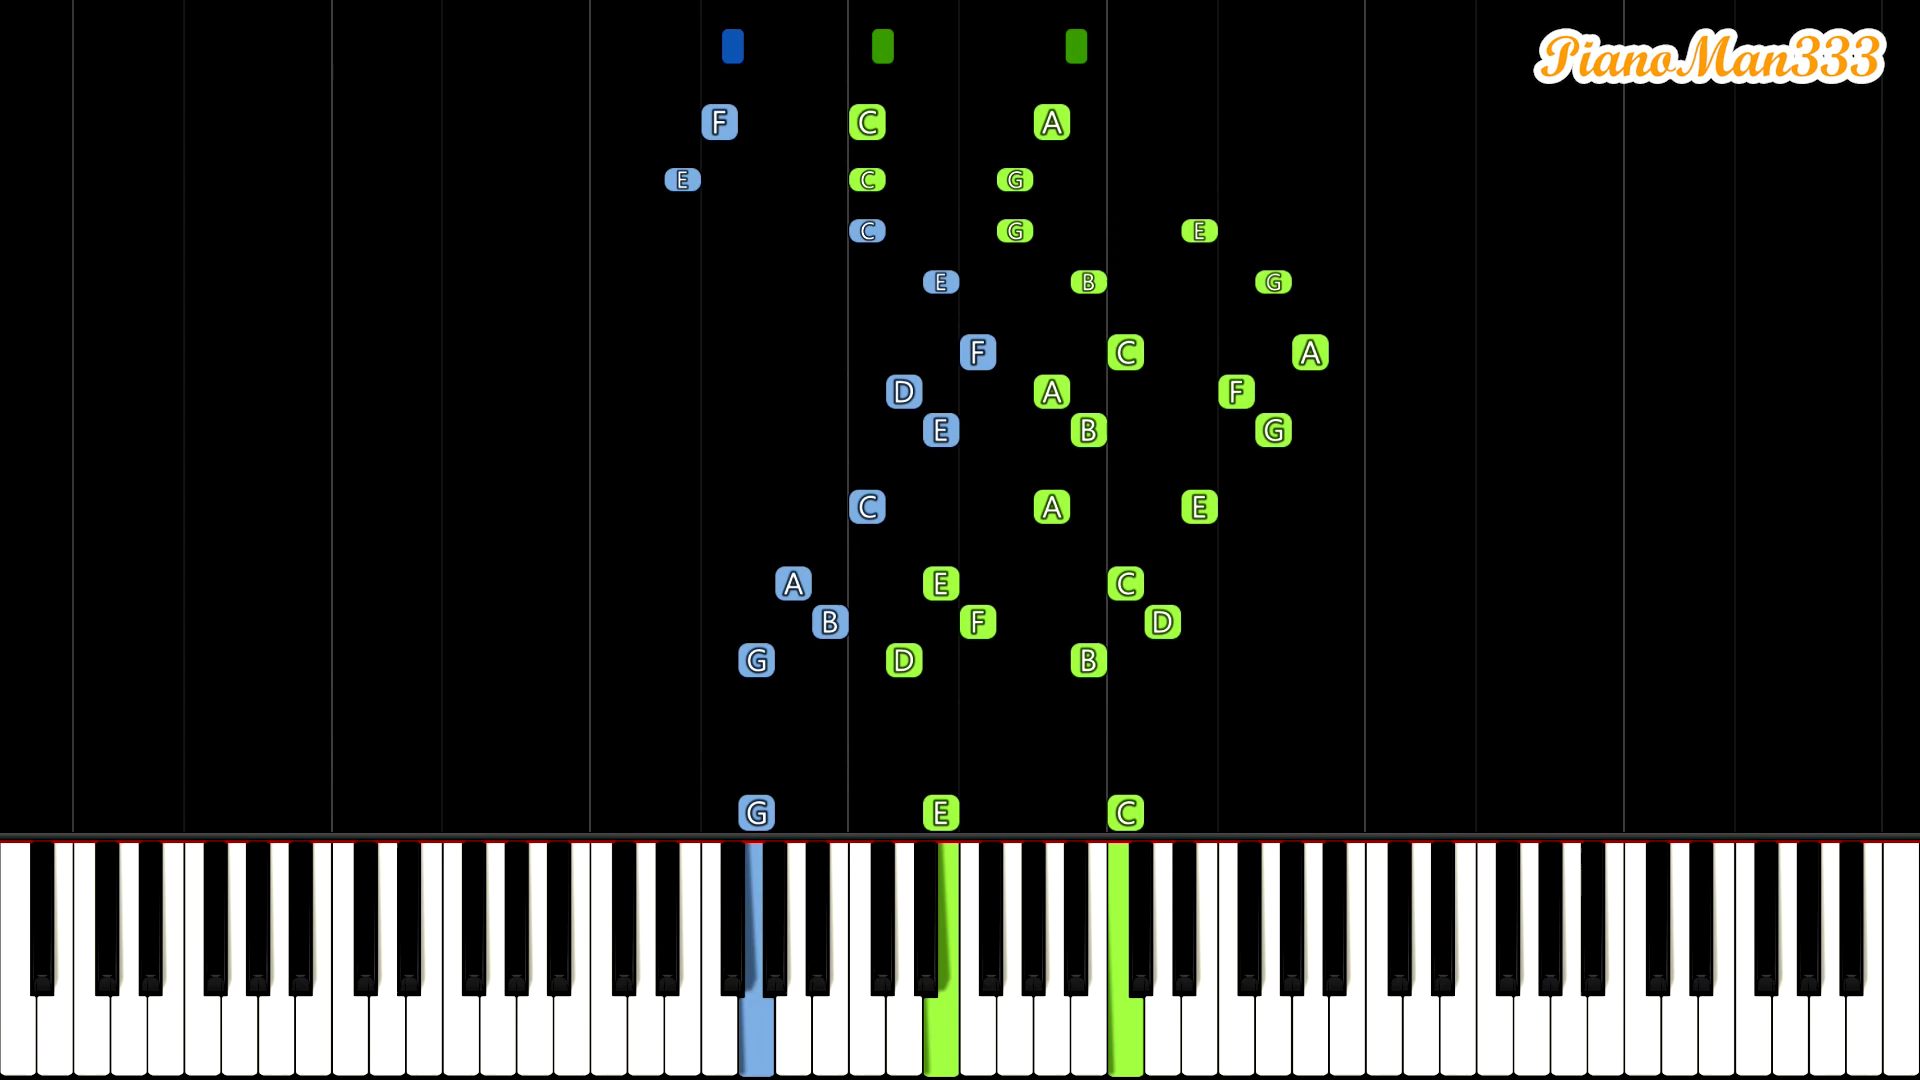 PianoMan333
F C A
E C G
C G E
E B G
F C A
D A F
E B G
C A E
A E C
B F D
G D B
G E C